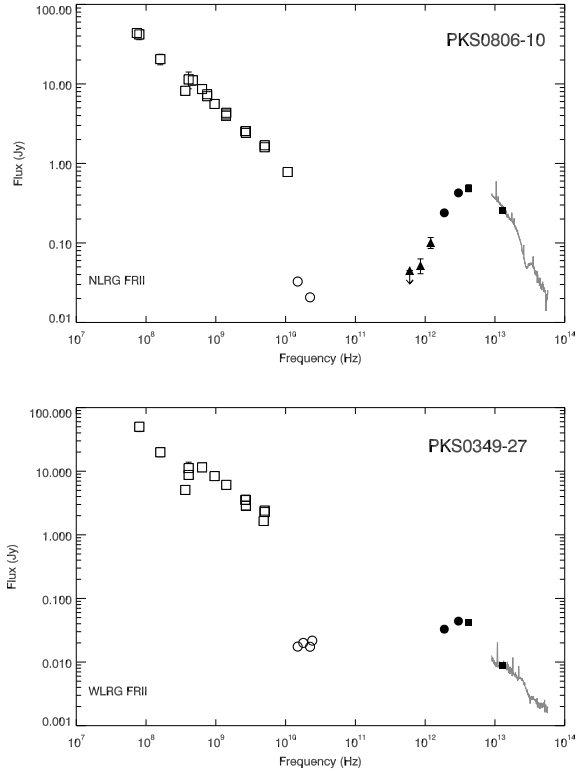 PKS0806-10
100.00
10.00
1.00
0.10
0.01
Flux (Jy)
NLRG FRII
10^7 10^8 10^9 10^10 10^11 10^12 10^13 10^14
Frequency (Hz)
PKS0349-27
100.000
10.000
1.000
0.100
0.010
0.001
Flux (Jy)
WLRG FRII
10^7 10^8 10^9 10^10 10^11 10^12 10^13 10^14
Frequency (Hz)